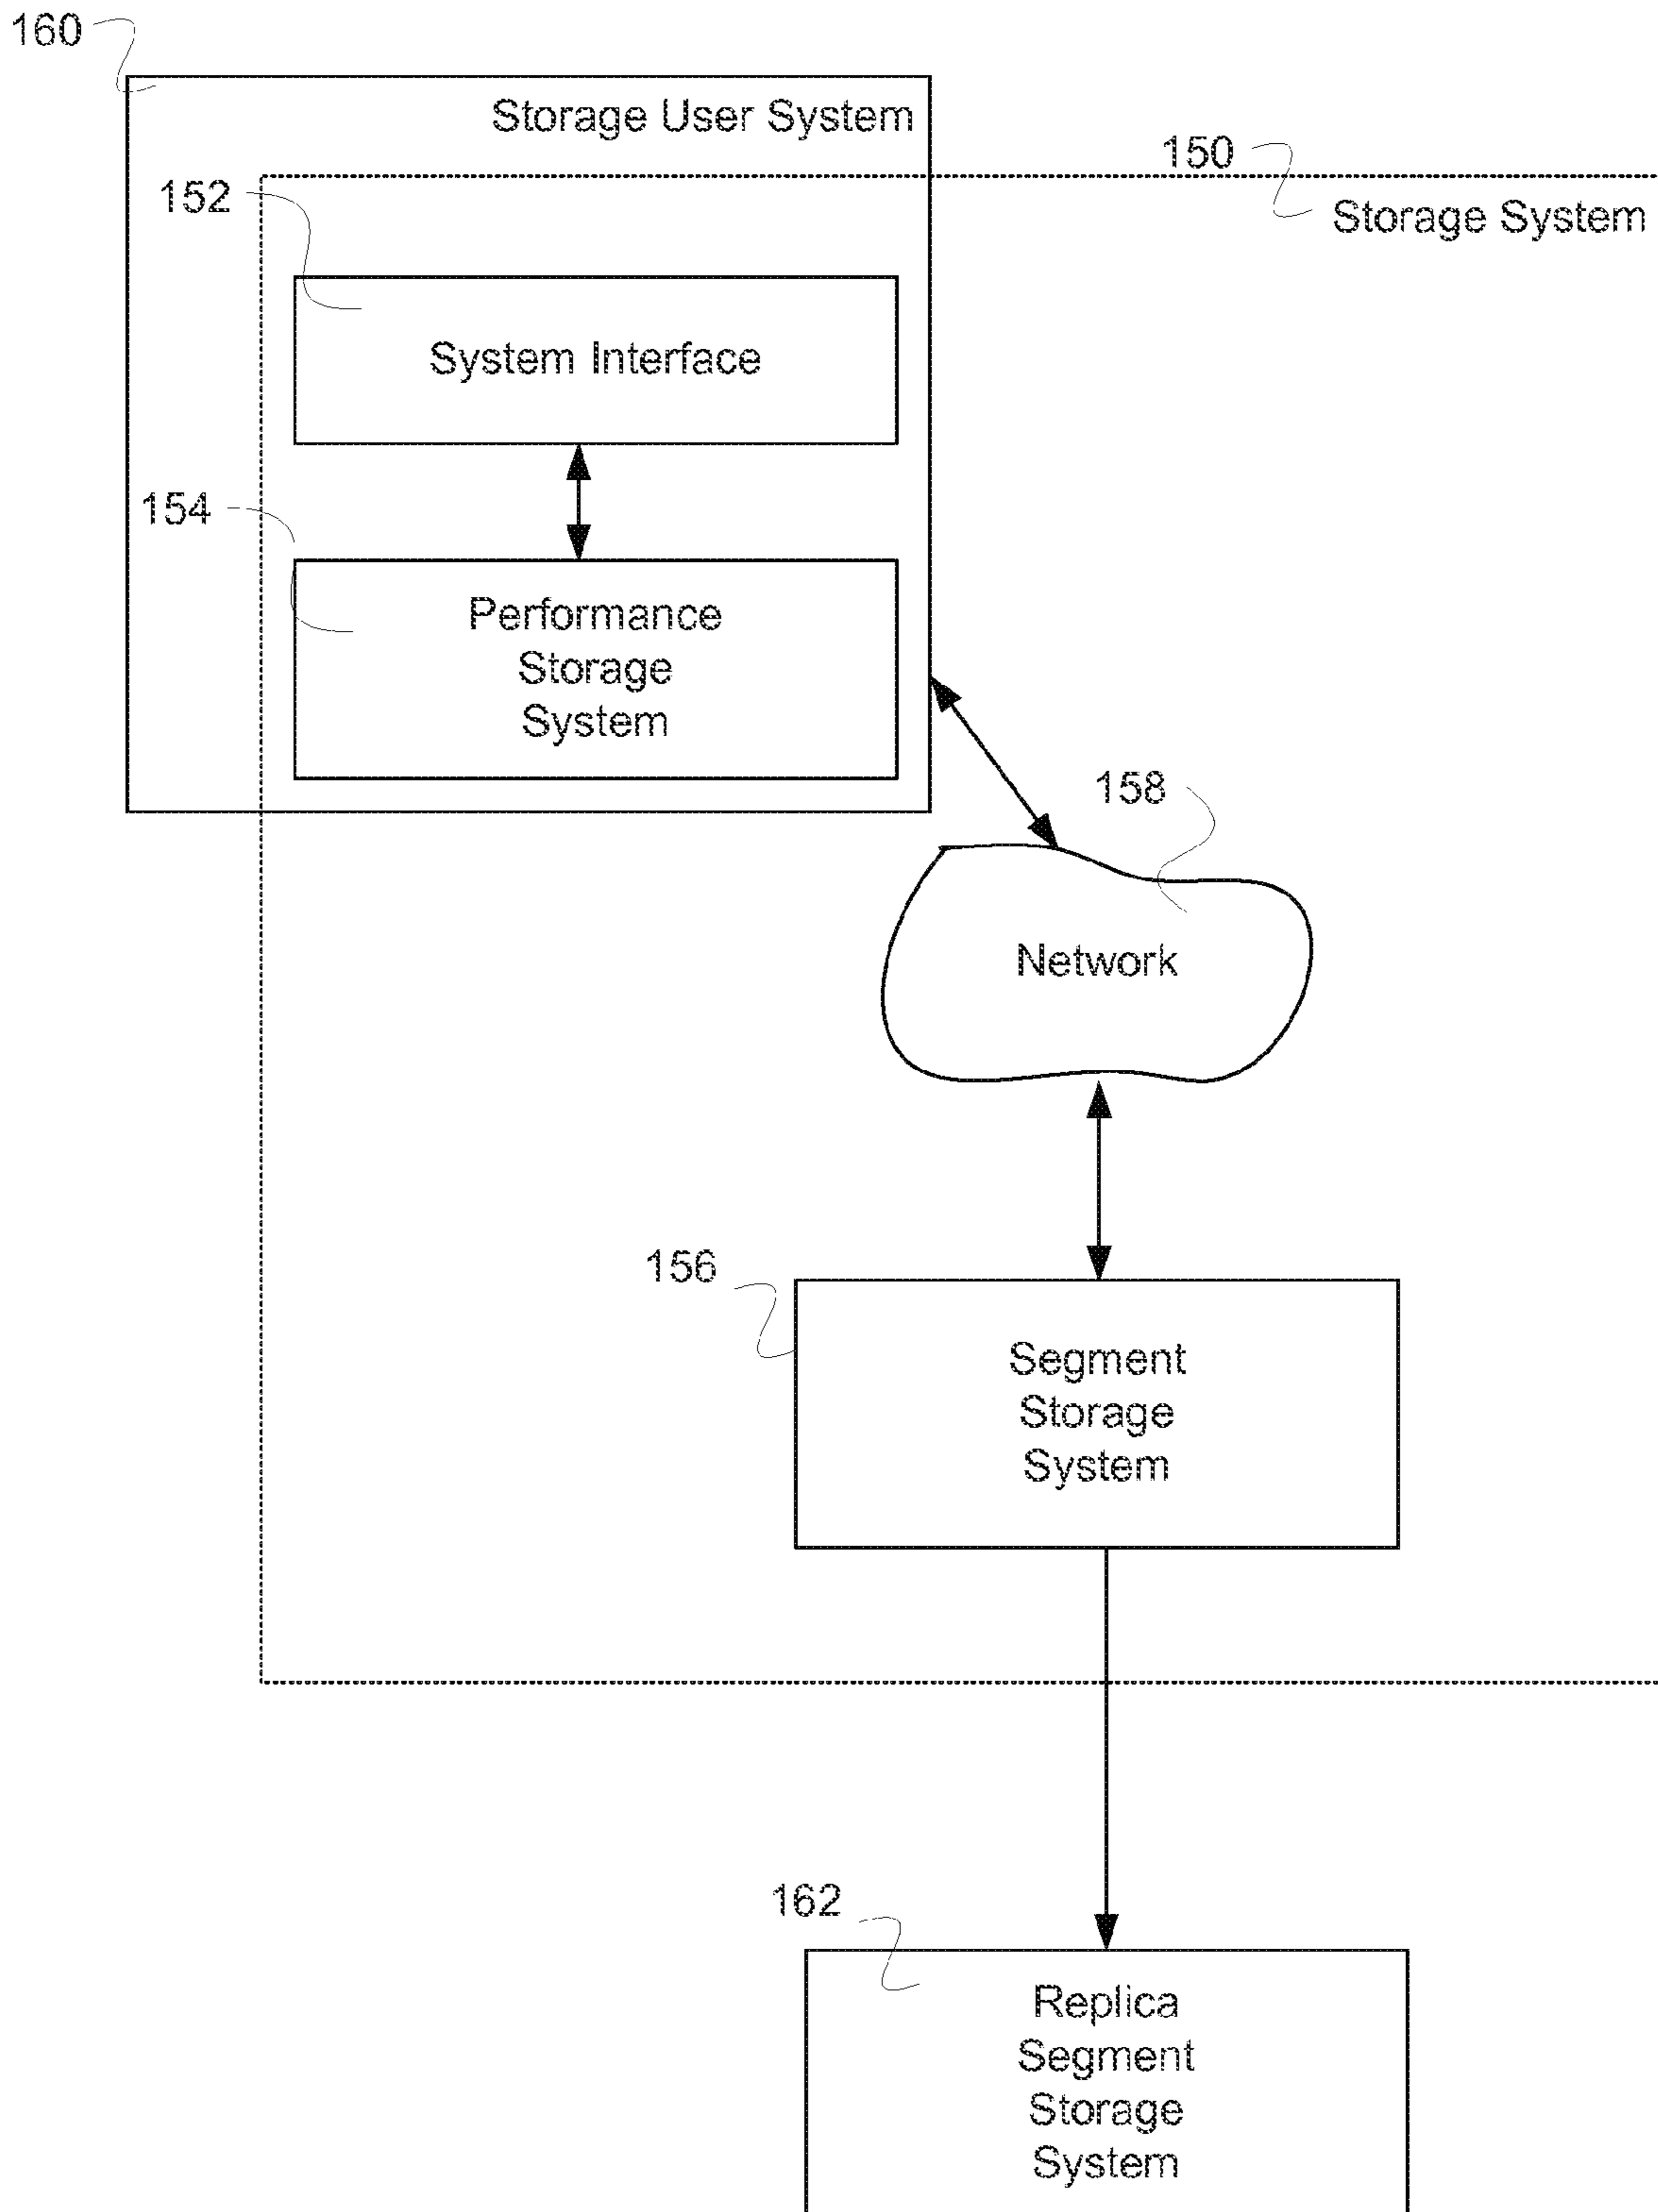 160
Storage User System
150
Storage System
152
System Interface
154
Performance
Storage
System
158
Network
156
Segment
Storage
System
162
Replica
Segment
Storage
System